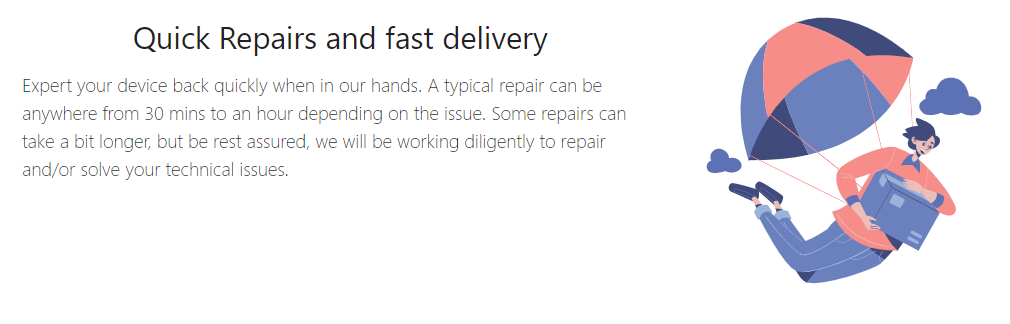 Quick Repairs and fast delivery
Expert your device back quickly when in our hands. A typical repair can be
anywhere from 30 mins to an hour depending on the issue. Some repairs can
take a bit longer, but be rest assured, we will be working diligently to repair
and/or solve your technical issues.